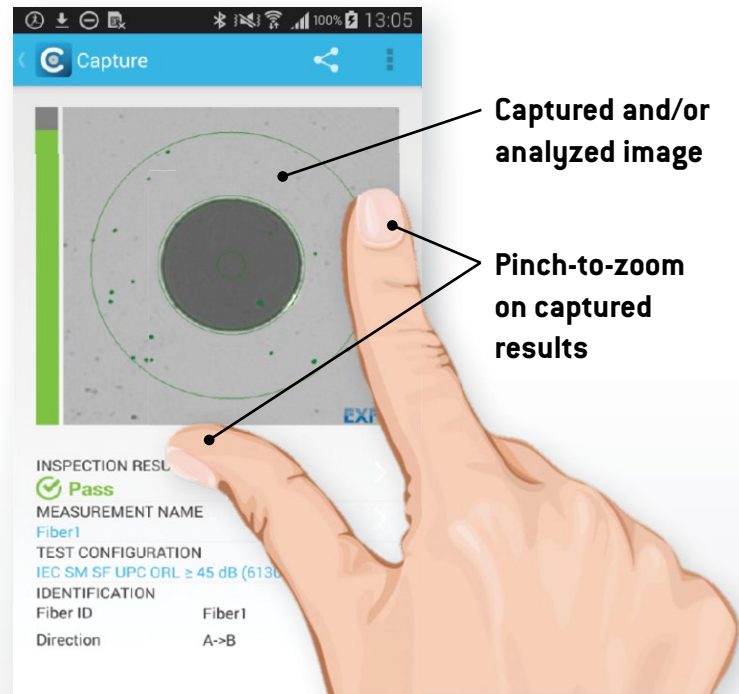 100% 13:05
Capture
Captured and/or
analyzed image
Pinch-to-zoom
on captured
results
EXF
INSPECTION RESU
Pass
MEASUREMENT NAME
Fiber1
TEST CONFIGURATION
IEC SM SF UPC ORL ≥ 45 dB (6130
IDENTIFICATION
Fiber ID Fiber1
Direction A->B